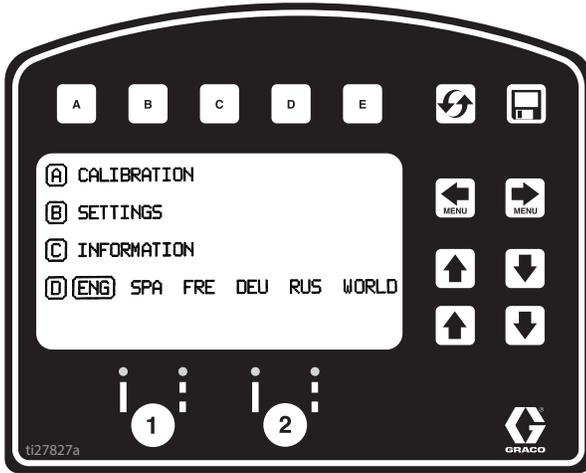 A B C D E
A CALIBRATION
B SETTINGS
C INFORMATION
D ENG SPA FRE DEU RUS WORLD
MENU MENU
1 2
ti27827a
GRACO